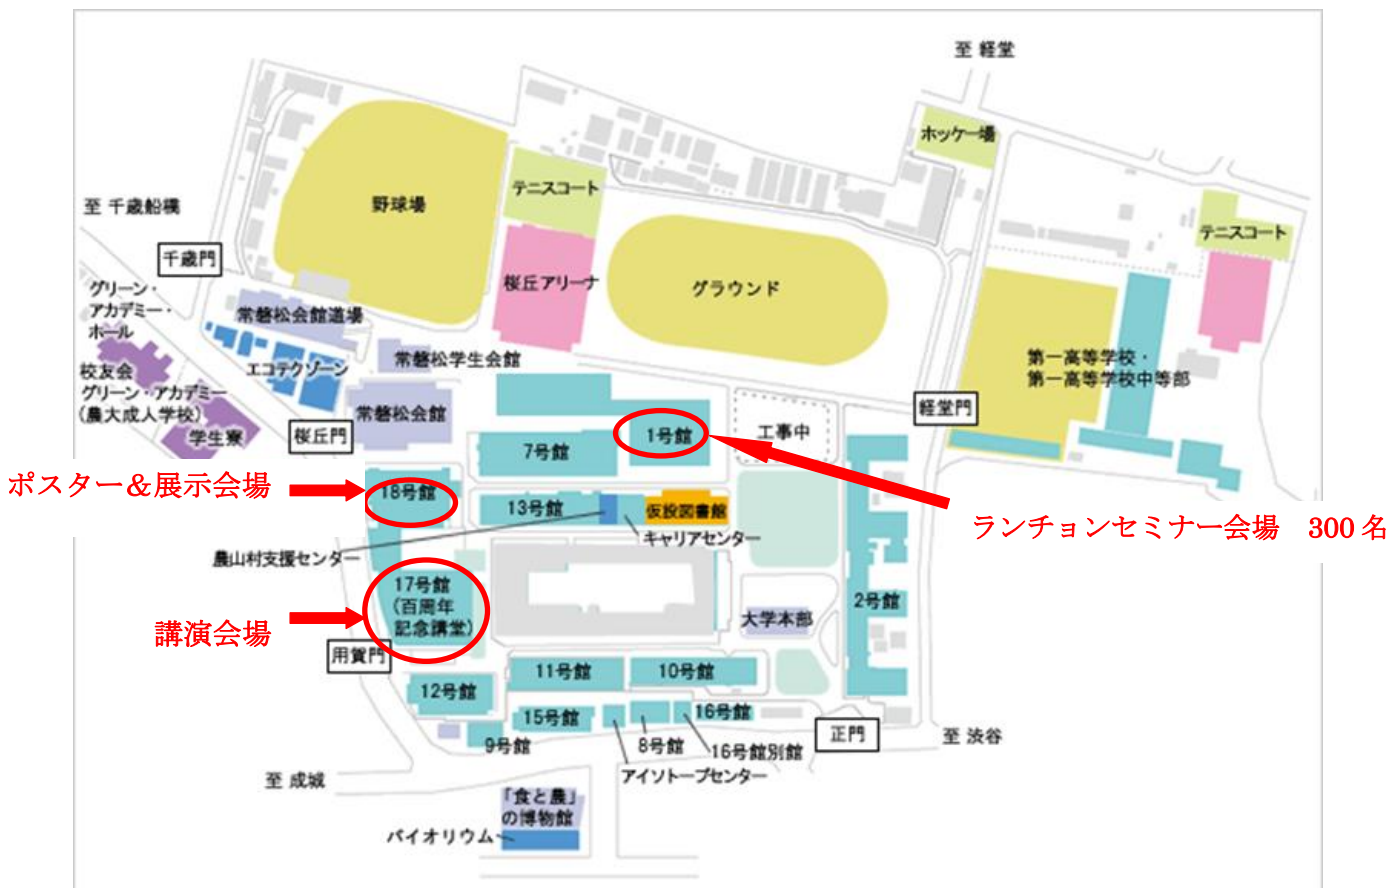 至 経堂
ホッケー場
テニスコート
野球場
至 千歳船橋
テニスコート
千歳門
桜丘アリーナ
グラウンド
グリーン・
アカデミー・
ホール
常磐松会館道場
常磐松学生会館
エコテクゾーン
第一高等学校・
第一高等学校中等部
校友会
グリーン・アカデミー
(農大成人学校)
常磐松会館
経堂門
学生寮
桜丘門
1号館
工事中
7号館
ポスター＆展示会場
18号館
13号館
仮設図書館
ランチョンセミナー会場　300 名
キャリアセンター
農山村支援センター
17号館
(百周年
記念講堂)
2号館
大学本部
講演会場
用賀門
11号館
10号館
12号館
15号館
16号館
正門
至 渋谷
9号館
8号館
16号館別館
アイソトープセンター
至 成城
「食と農」
の博物館
バイオリウム